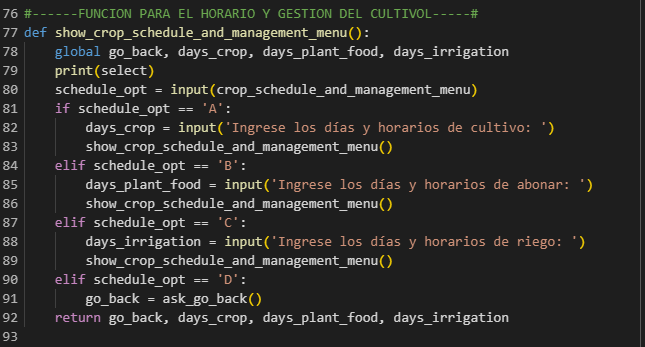 76 #------FUNCION PARA EL HORARIO Y GESTION DEL CULTIVOL-----#
77 def show_crop_schedule_and_management_menu():
78     global go_back, days_crop, days_plant_food, days_irrigation
79     print(select)
80     schedule_opt = input(crop_schedule_and_management_menu)
81     if schedule_opt == 'A':
82         days_crop = input('Ingrese los días y horarios de cultivo: ')
83         show_crop_schedule_and_management_menu()
84     elif schedule_opt == 'B':
85         days_plant_food = input('Ingrese los días y horarios de abonar: ')
86         show_crop_schedule_and_management_menu()
87     elif schedule_opt == 'C':
88         days_irrigation = input('Ingrese los días y horarios de riego: ')
89         show_crop_schedule_and_management_menu()
90     elif schedule_opt == 'D':
91         go_back = ask_go_back()
92     return go_back, days_crop, days_plant_food, days_irrigation
93